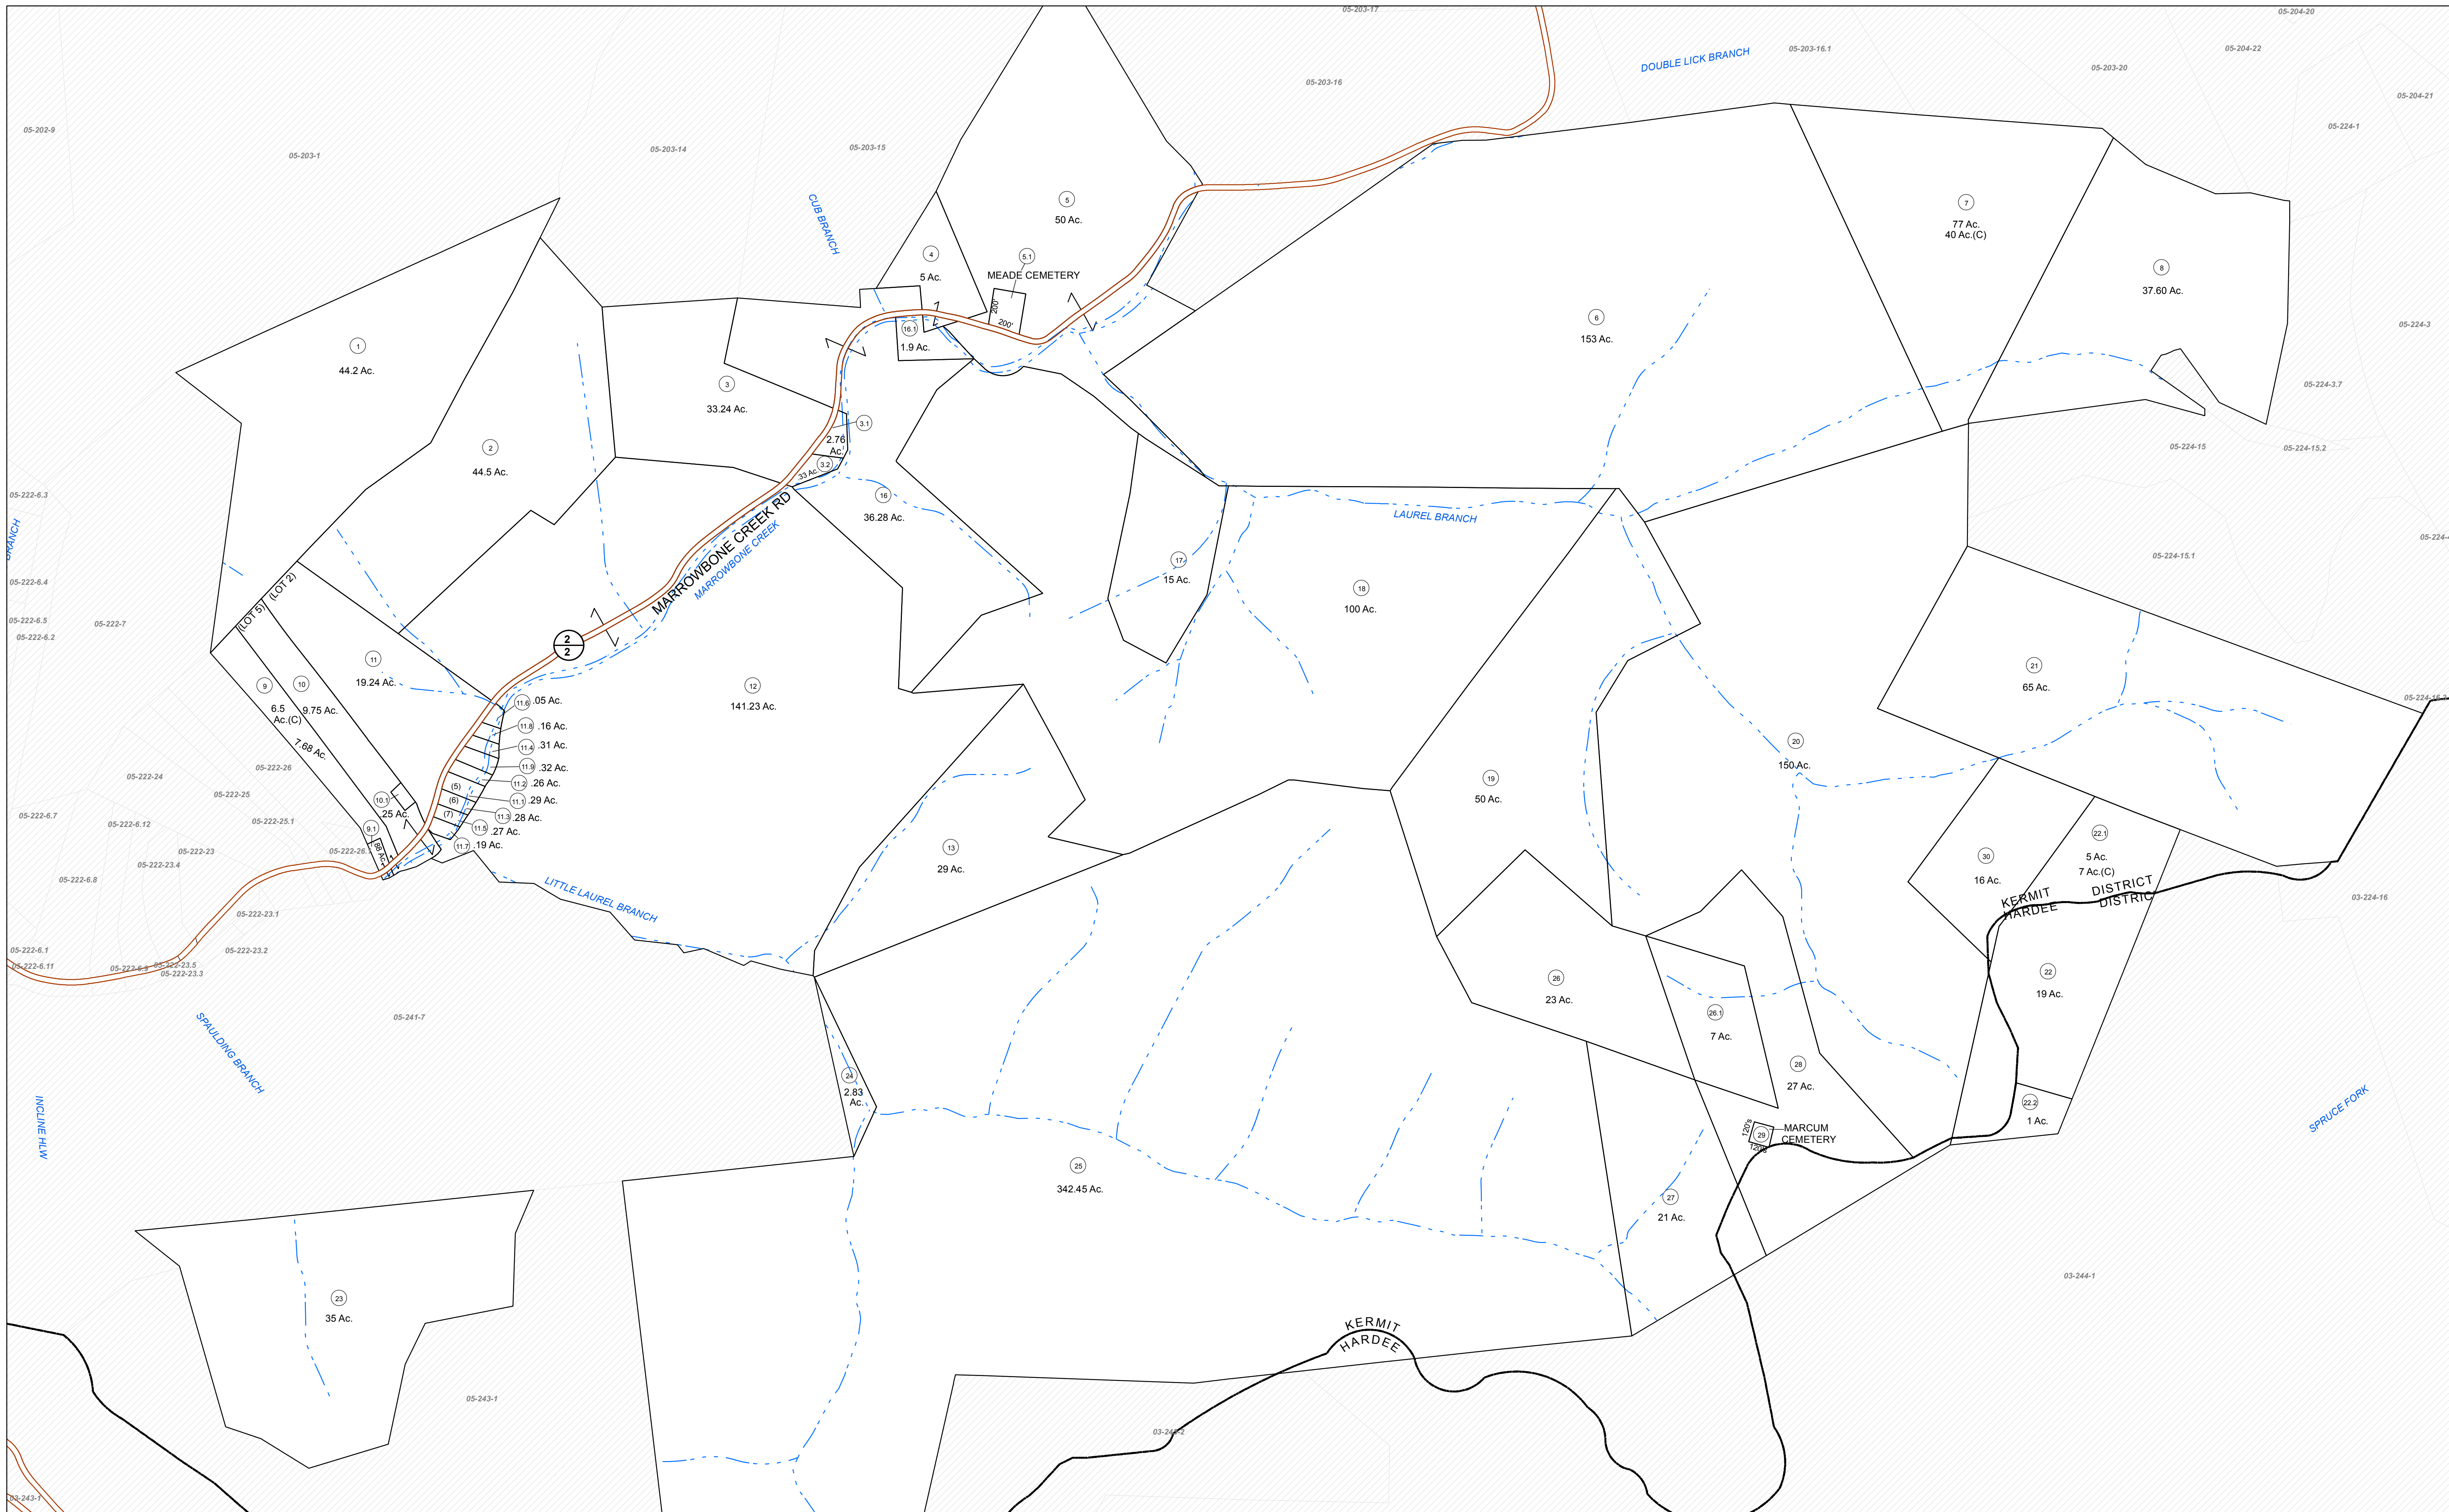 05-203-17
05-204-20
05-203-16.1
05-204-22
DOUBLE LICK BRANCH
05-203-20
05-203-16
05-204-21
05-202-9
05-224-1
05-203-1
05-203-14
05-203-15
CUB BRANCH
5
50 Ac.
7
77 Ac.
40 Ac.(C)
4
5 Ac.
5.1
MEADE CEMETERY
200'
200'
8
37.60 Ac.
6
153 Ac.
05-224-3
16.1
1.9 Ac.
1
44.2 Ac.
3
33.24 Ac.
05-224-3.7
3.1
2.76
Ac.
3.2
33 Ac.
2
44.5 Ac.
05-224-15
05-224-15.2
05-222-6.3
16
36.28 Ac.
LAUREL BRANCH
MARROWBONE CREEK RD
MARROWBONE CREEK
BRANCH
05-224-15.1
17
15 Ac.
18
100 Ac.
05-222-6.4
(LOT 2)
(LOT 5)
05-222-6.5
05-222-7
05-222-6.2
2
2
11
19.24 Ac.
21
65 Ac.
9
6.5
Ac.(C)
10
9.75 Ac.
7.68 Ac.
12
141.23 Ac.
11.6
.05 Ac.
11.8
.16 Ac.
11.4
.31 Ac.
11.9
.32 Ac.
11.2
.26 Ac.
11.1
.29 Ac.
11.3
.28 Ac.
11.5
.27 Ac.
11.7
.19 Ac.
(5)
(6)
(7)
20
150 Ac.
19
50 Ac.
05-222-24
05-222-26
05-222-25
05-222-25.1
05-222-6.7
05-222-6.12
10.1
.25 Ac.
9.1
.88 Ac.
05-222-23
05-222-23.4
05-222-6.8
13
29 Ac.
30
16 Ac.
22.1
5 Ac.
7 Ac.(C)
KERMIT
DISTRICT
HARDEE
DISTRIC
03-224-16
LITTLE LAUREL BRANCH
05-222-23.1
05-222-23.2
05-222-6.1
05-222-6.11
05-222-6.9
05-222-23.5
05-222-23.3
26
23 Ac.
22
19 Ac.
26.1
7 Ac.
05-241-7
SPAULDING BRANCH
INCLINE HLW
24
2.83
Ac.
28
27 Ac.
22.2
1 Ac.
SPRUCE FORK
29
120's
120's
MARCUM
CEMETERY
25
342.45 Ac.
27
21 Ac.
03-244-1
23
35 Ac.
KERMIT
HARDEE
05-243-1
03-243-1